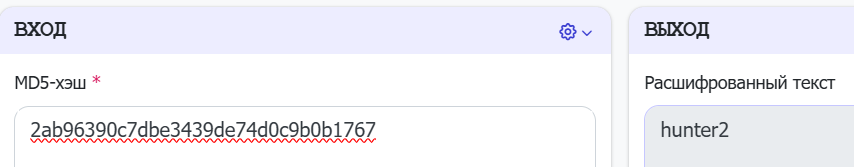 ВХОД
MD5-хэш *
2ab96390c7dbe3439de74d0c9b0b1767
ВЫХОД
Расшифрованный текст
hunter2